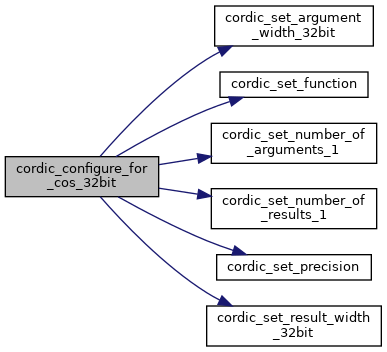 cordic_set_argument
_width_32bit
cordic_set_function
cordic_set_number_of
_arguments_1
cordic_configure_for
_cos_32bit
cordic_set_number_of
_results_1
cordic_set_precision
cordic_set_result_width
_32bit